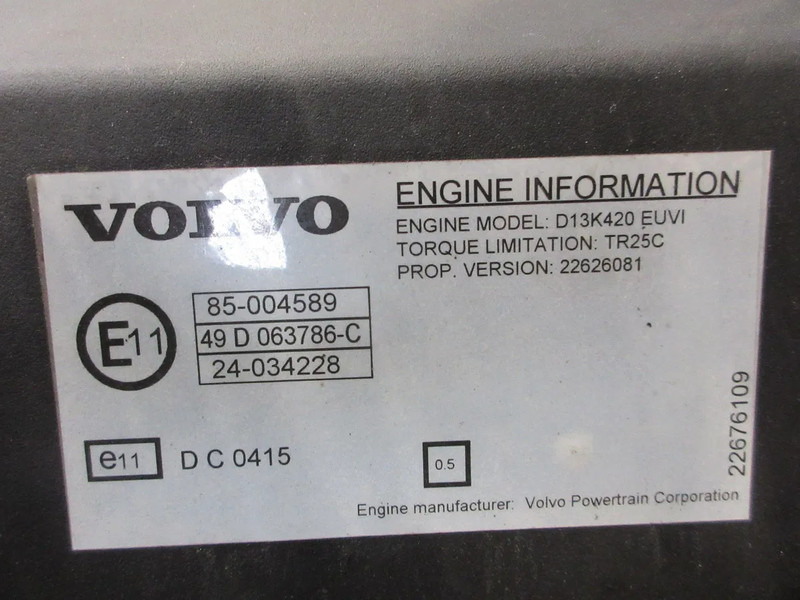 VOLVO
ENGINE INFORMATION
ENGINE MODEL: D13K420 EUVI
TORQUE LIMITATION: TR25C
PROP. VERSION: 22626081
E11
85-004589
49 D 063786-C
24-034228
e11 D C 0415
0.5
22676109
Engine manufacturer: Volvo Powertrain Corporation